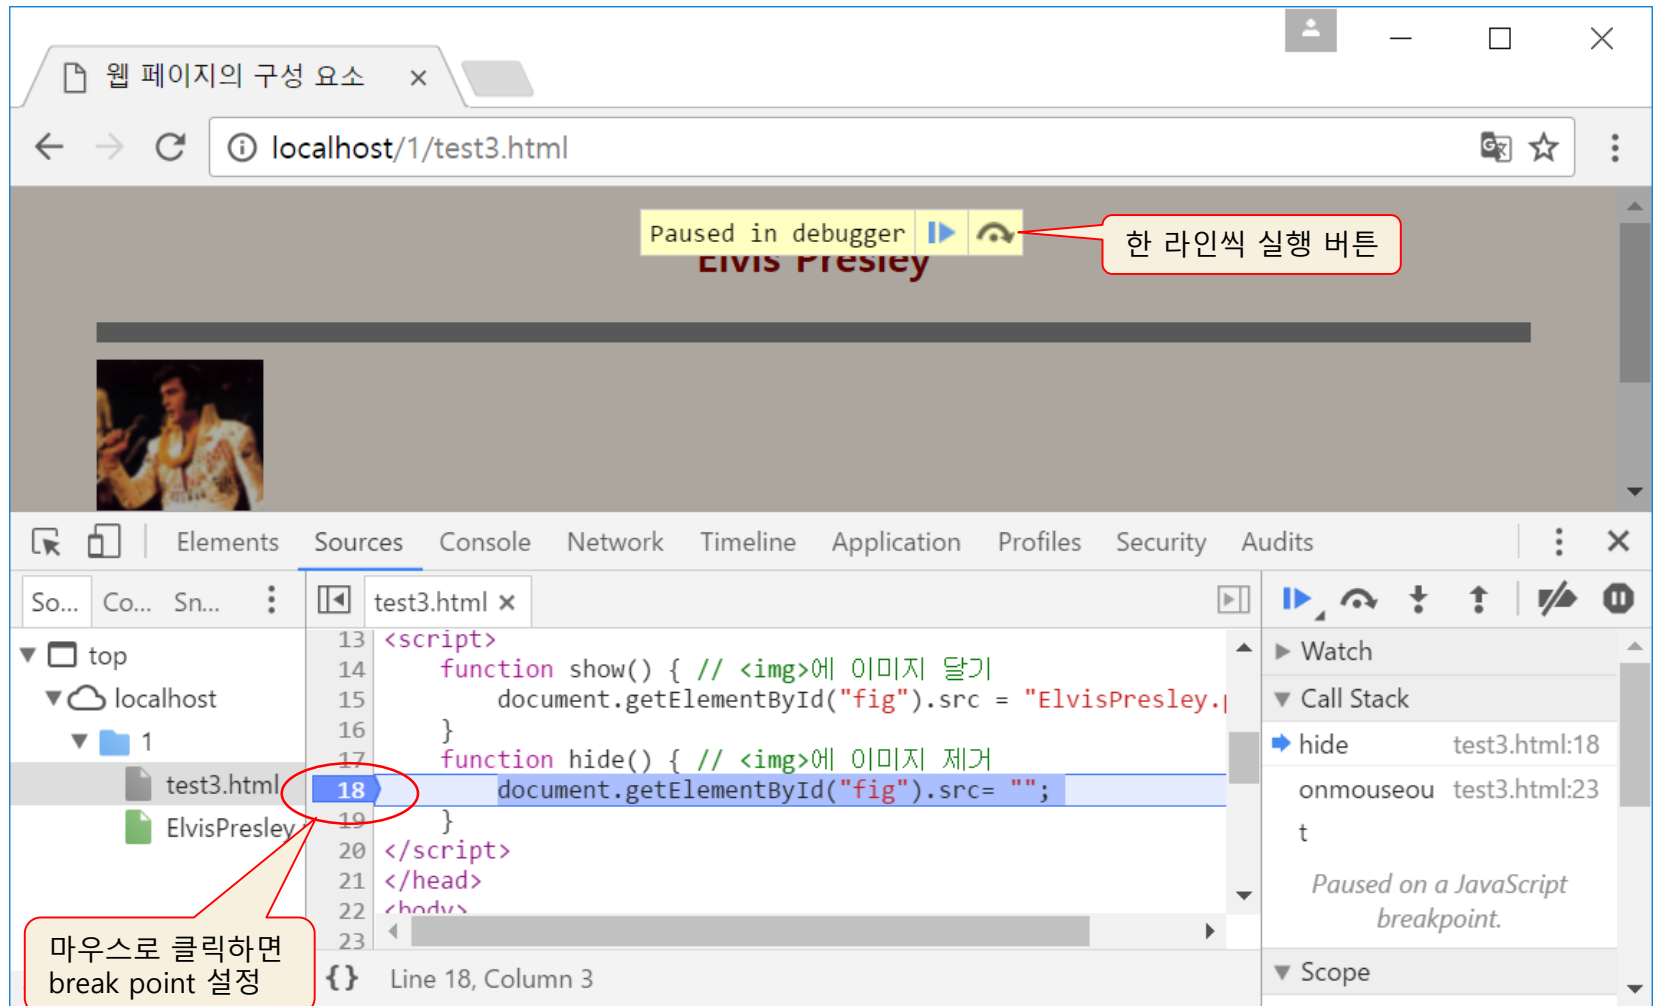 웹 페이지의 구성 요소
localhost/1/test3.html
Paused in debugger
한 라인씩 실행 버튼
Elvis Presley
Elements Sources Console Network Timeline Application Profiles Security Audits
So... Co... Sn...
test3.html
top
localhost
1
test3.html
ElvisPresley
13 <script>
14 function show() { // <img>에 이미지 달기
15 document.getElementById("fig").src = "ElvisPresley.
16 }
17 function hide() { // <img>에 이미지 제거
18 document.getElementById("fig").src= "";
19 }
20 </script>
21 </head>
22 <body>
23
{} Line 18, Column 3
마우스로 클릭하면
break point 설정
Watch
Call Stack
hide test3.html:18
onmouseou test3.html:23
t
Paused on a JavaScript
breakpoint.
Scope